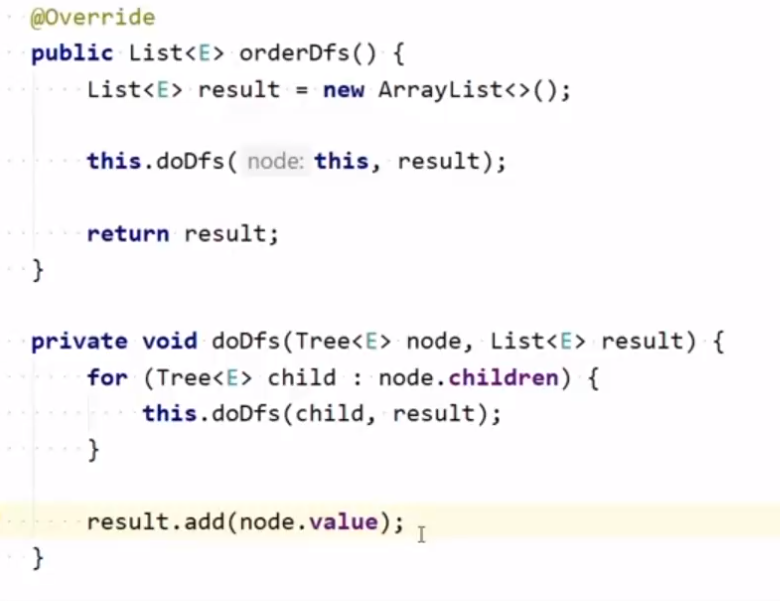 @Override
public List<E> orderDfs() {
List<E> result = new ArrayList<>();
this.doDfs( node: this, result);
return result;
}
private void doDfs(Tree<E> node, List<E> result) {
for (Tree<E> child : node.children) {
this.doDfs(child, result);
}
result.add(node.value);
}